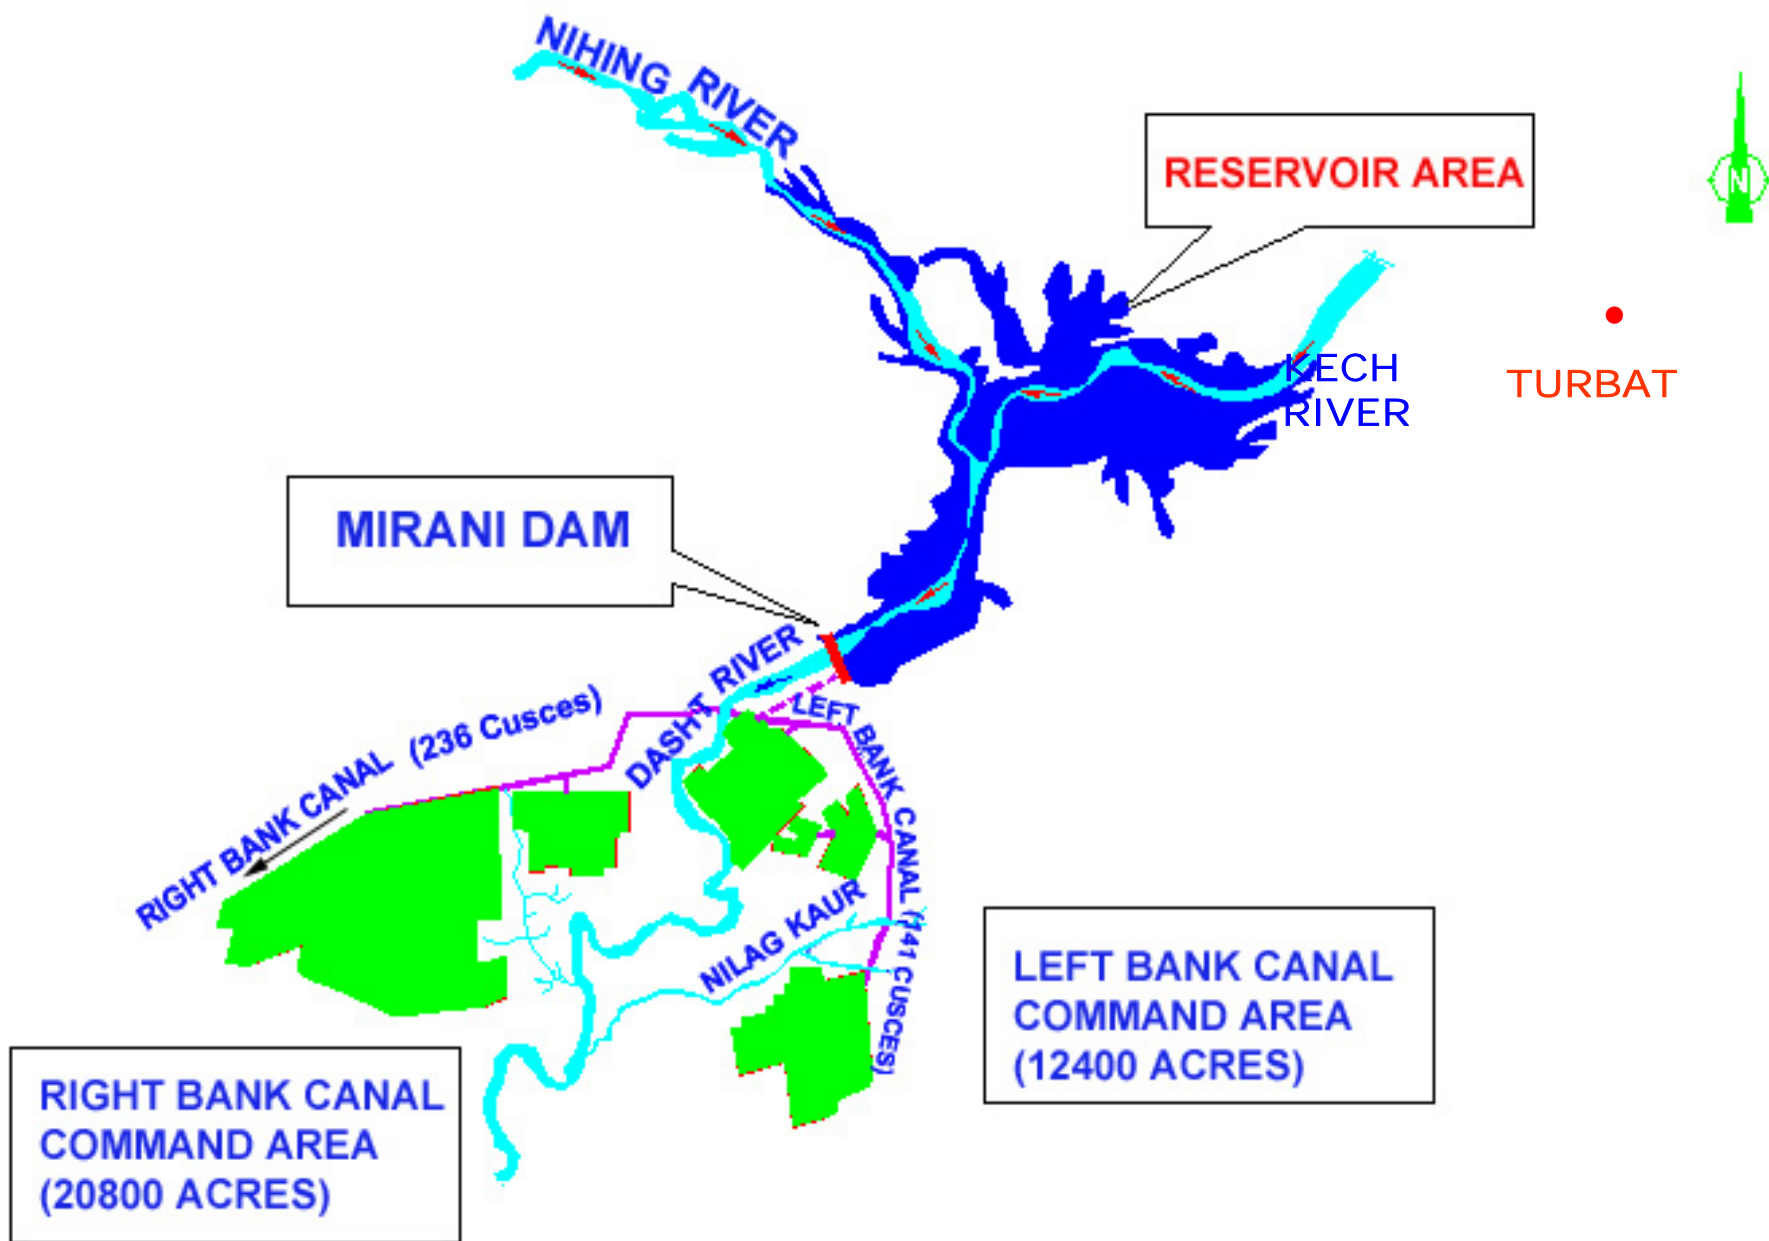 NIHING RIVER
RESERVOIR AREA
N
KECH
RIVER
TURBAT
MIRANI DAM
DASHT RIVER
LEFT BANK CANAL (141 CUSCES)
RIGHT BANK CANAL (236 Cusces)
NILAG KAUR
LEFT BANK CANAL
COMMAND AREA
(12400 ACRES)
RIGHT BANK CANAL
COMMAND AREA
(20800 ACRES)